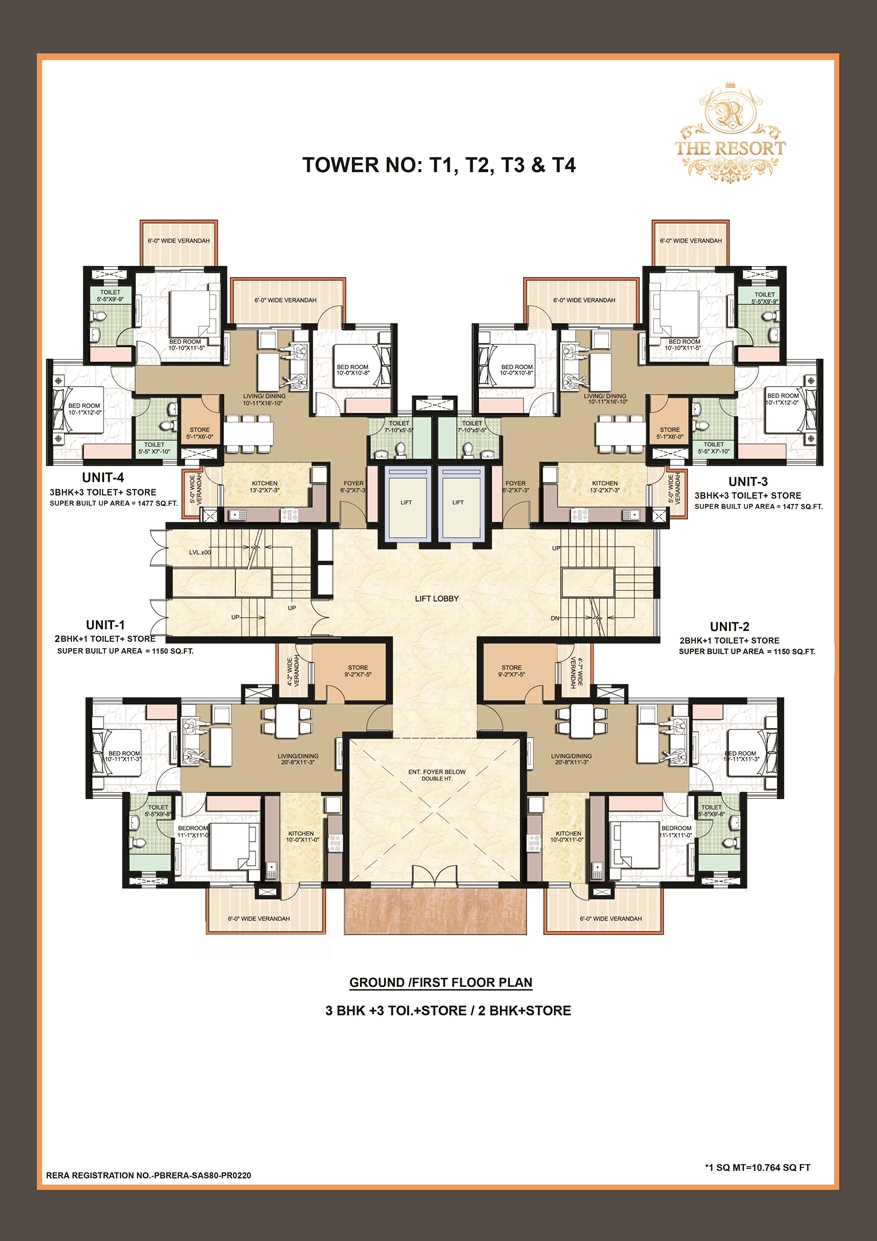 R
THE RESORT
TOWER NO: T1, T2, T3 & T4
6'-0" WIDE VERANDAH
6'-0" WIDE VERANDAH
6'-0" WIDE VERANDAH
6'-0" WIDE VERANDAH
TOILET
5'-5"X9'-9"
BED ROOM
10'-10"X11'-5"
BED ROOM
10'-0"X10'-8"
BED ROOM
10'-1"X12'-0"
LIVING/ DINING
10'-11"X16'-10"
TOILET
5'-5" X7'-10"
STORE
5'-1"X6'-0"
TOILET
7'-10"x5'-5"
KITCHEN
13'-2"X7'-3"
5'-0" WIDE
VERANDAH
FOYER
6'-2"X7'-3
LIFT
UNIT-4
3BHK+3 TOILET+ STORE
SUPER BUILT UP AREA = 1477 SQ.FT.
BED ROOM
10'-0"X10'-8"
BED ROOM
10'-10"X11'-5"
TOILET
5'-5"X9'-9"
LIVING/ DINING
10'-11"X16'-10"
BED ROOM
10'-1"X12'-0"
TOILET
7'-10"x5'-5"
STORE
5'-1"X6'-0"
TOILET
5'-5" X7'-10"
LIFT
FOYER
6'-2"X7'-3"
KITCHEN
13'-2"X7'-3"
5'-0" WIDE
VERANDAH
UNIT-3
3BHK+3 TOILET+ STORE
SUPER BUILT UP AREA = 1477 SQ.FT.
LVL.±00
UP
UP
LIFT LOBBY
UP
DN
UNIT-1
2BHK+1 TOILET+ STORE
SUPER BUILT UP AREA = 1150 SQ.FT.
4'-2" WIDE
VERANDAH
STORE
9'-2"X7'-5"
STORE
9'-2"X7'-5"
4'-7" WIDE
VERANDAH
UNIT-2
2BHK+1 TOILET+ STORE
SUPER BUILT UP AREA = 1150 SQ.FT.
BED ROOM
10'-11"X11'-3"
LIVING/DINING
20'-8"X11'-3"
TOILET
5'-5"X9'-8"
BEDROOM
11'-1"X11'-0"
KITCHEN
10'-0"X11'-0"
6'-0" WIDE VERANDAH
ENT. FOYER BELOW
DOUBLE HT.
LIVING/DINING
20'-8"X11'-3"
BED ROOM
10'-11"X11'-3"
KITCHEN
10'-0"X11'-0"
BEDROOM
11'-1"X11'-0"
TOILET
5'-5"X9'-8"
6'-0" WIDE VERANDAH
GROUND /FIRST FLOOR PLAN
3 BHK +3 TOI.+STORE / 2 BHK+STORE
*1 SQ MT=10.764 SQ FT
RERA REGISTRATION NO.-PBRERA-SAS80-PR0220